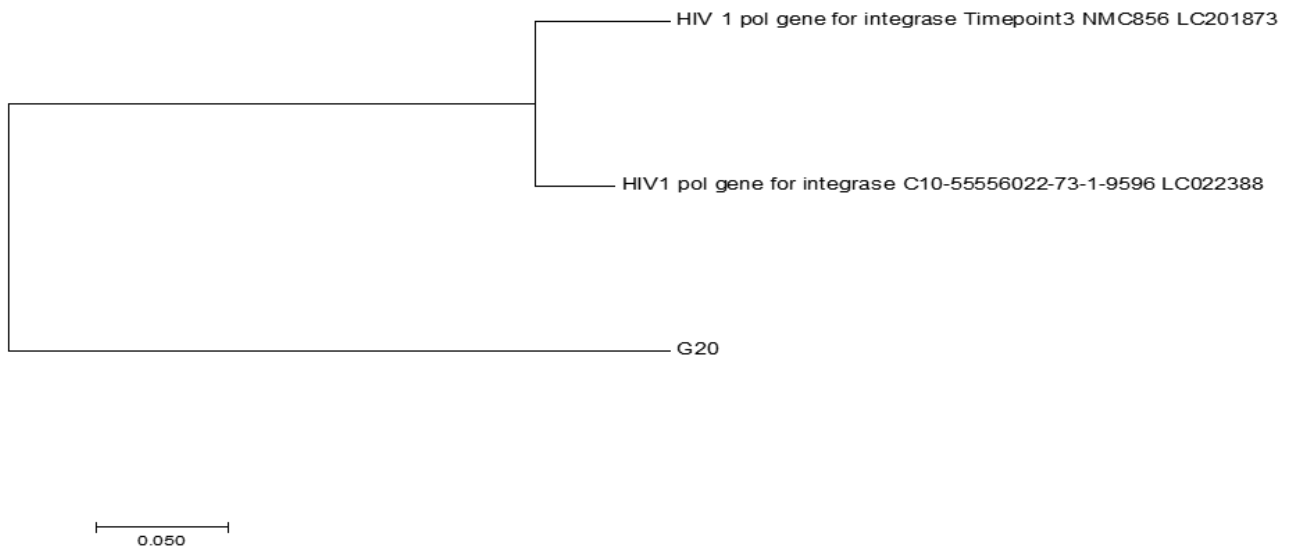 HIV 1 pol gene for integrase Timepoint3 NMC856 LC201873
HIV1 pol gene for integrase C10-55556022-73-1-9596 LC022388
G20
0.050